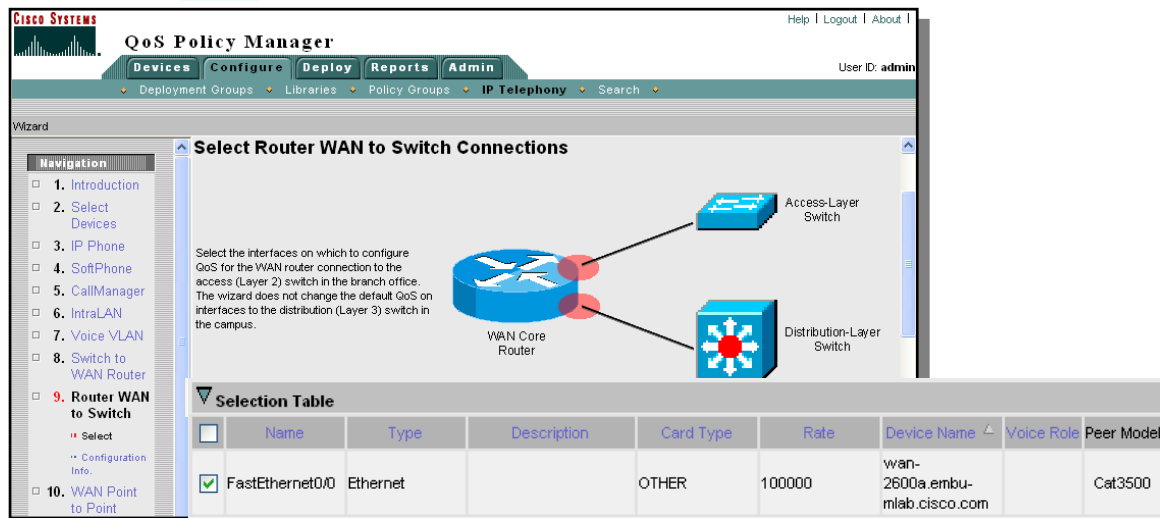 CISCO SYSTEMS
Help | Logout | About |
QoS Policy Manager
Devices Configure Deploy Reports Admin
User ID: admin
Deployment Groups Libraries Policy Groups IP Telephony Search
Wizard
Navigation
1. Introduction
2. Select
Devices
3. IP Phone
4. SoftPhone
5. CallManager
6. IntraLAN
7. Voice VLAN
8. Switch to
WAN Router
9. Router WAN
to Switch
Select
Configuration
Info.
10. WAN Point
to Point
Select Router WAN to Switch Connections
Select the interfaces on which to configure
QoS for the WAN router connection to the
access (Layer 2) switch in the branch office.
The wizard does not change the default QoS on
interfaces to the distribution (Layer 3) switch in
the campus.
Access-Layer
Switch
WAN Core
Router
Distribution-Layer
Switch
Selection Table
Name Type Description Card Type Rate Device Name Voice Role Peer Model
FastEthernet0/0 Ethernet OTHER 100000 wan-
2600a.embu-
mlab.cisco.com Cat3500